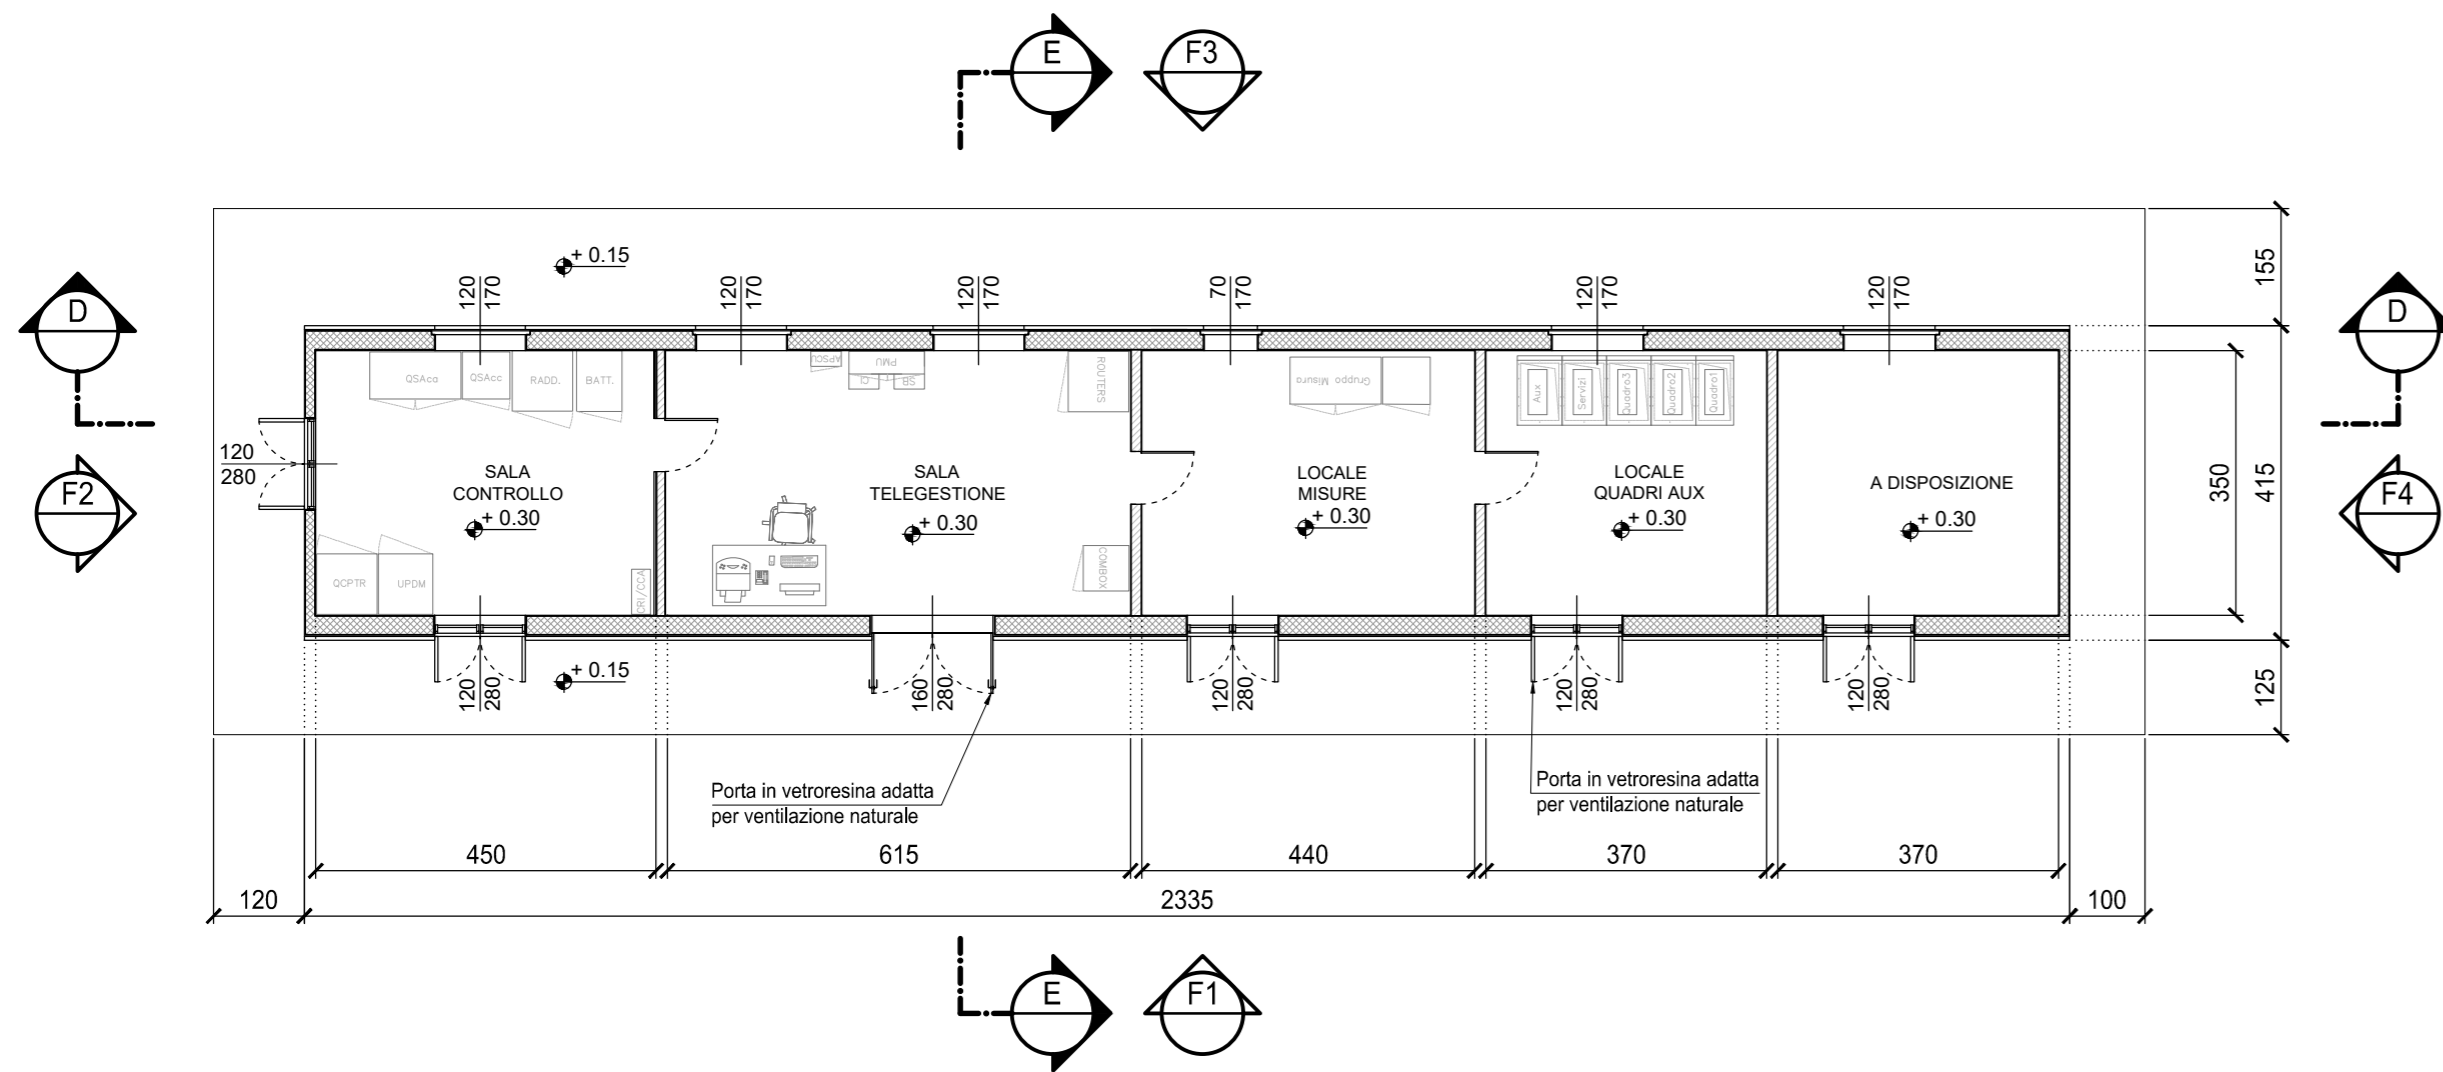 E
F3
+ 0.15
155
120
170
120
170
120
170
70
170
120
170
120
170
D
D
QSAca
QSAcc
RADD.
BATT.
APSCU
PMU
CI
SB
ROUTERS
Gruppo Misura
Aux
Servizi
Quadro3
Quadro2
Quadro1
120
280
F2
SALA
CONTROLLO
+ 0.30
SALA
TELEGESTIONE
+ 0.30
LOCALE
MISURE
+ 0.30
LOCALE
QUADRI AUX
+ 0.30
A DISPOSIZIONE
+ 0.30
350
415
F4
QCPTR
UPDM
CRI/CCA
COMBOX
120
280
+ 0.15
160
280
120
280
120
280
120
280
125
Porta in vetroresina adatta
per ventilazione naturale
Porta in vetroresina adatta
per ventilazione naturale
450
615
440
370
370
120
2335
100
E
F1